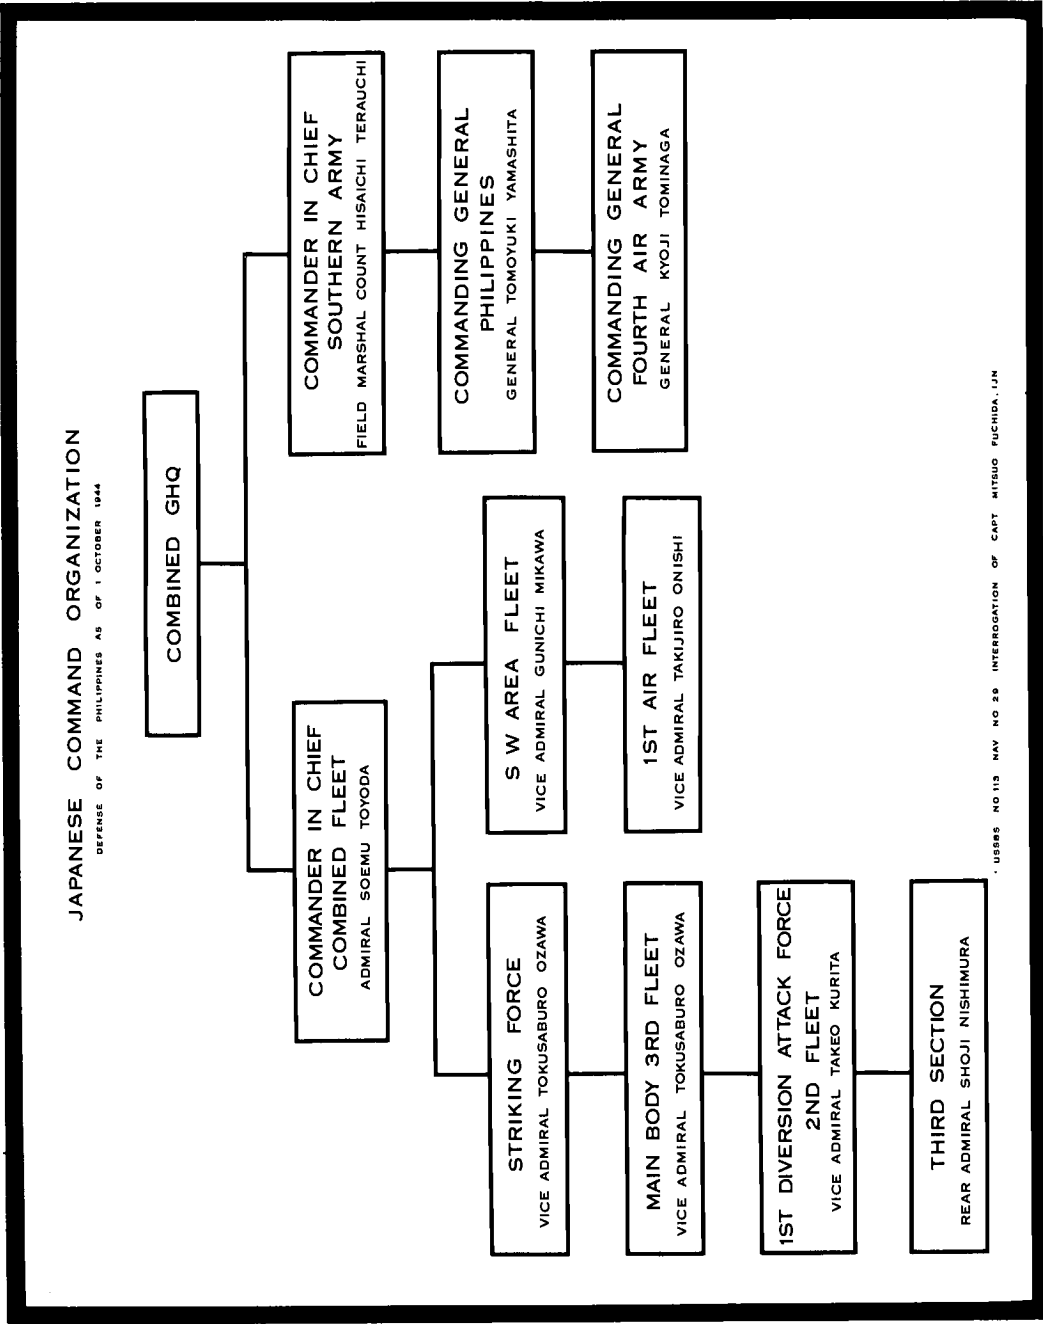 JAPANESE COMMAND ORGANIZATION
DEFENSE OF THE PHILIPPINES AS OF 1 OCTOBER 1944
COMBINED GHQ
COMMANDER IN CHIEF
COMBINED FLEET
ADMIRAL SOEMU TOYODA
COMMANDER IN CHIEF
SOUTHERN ARMY
FIELD MARSHAL COUNT HISAICHI TERAUCHI
STRIKING FORCE
VICE ADMIRAL TOKUSABURO OZAWA
S W AREA FLEET
VICE ADMIRAL GUNICHI MIKAWA
COMMANDING GENERAL
PHILIPPINES
GENERAL TOMOYUKI YAMASHITA
MAIN BODY 3RD FLEET
VICE ADMIRAL TOKUSABURO OZAWA
1ST AIR FLEET
VICE ADMIRAL TAKIJIRO ONISHI
COMMANDING GENERAL
FOURTH AIR ARMY
GENERAL KYOJI TOMINAGA
1ST DIVERSION ATTACK FORCE
2ND FLEET
VICE ADMIRAL TAKEO KURITA
THIRD SECTION
REAR ADMIRAL SHOJI NISHIMURA
USSBS NO 113 NAV NO 29 INTERROGATION OF CAPT MITSUO FUCHIDA, IJN